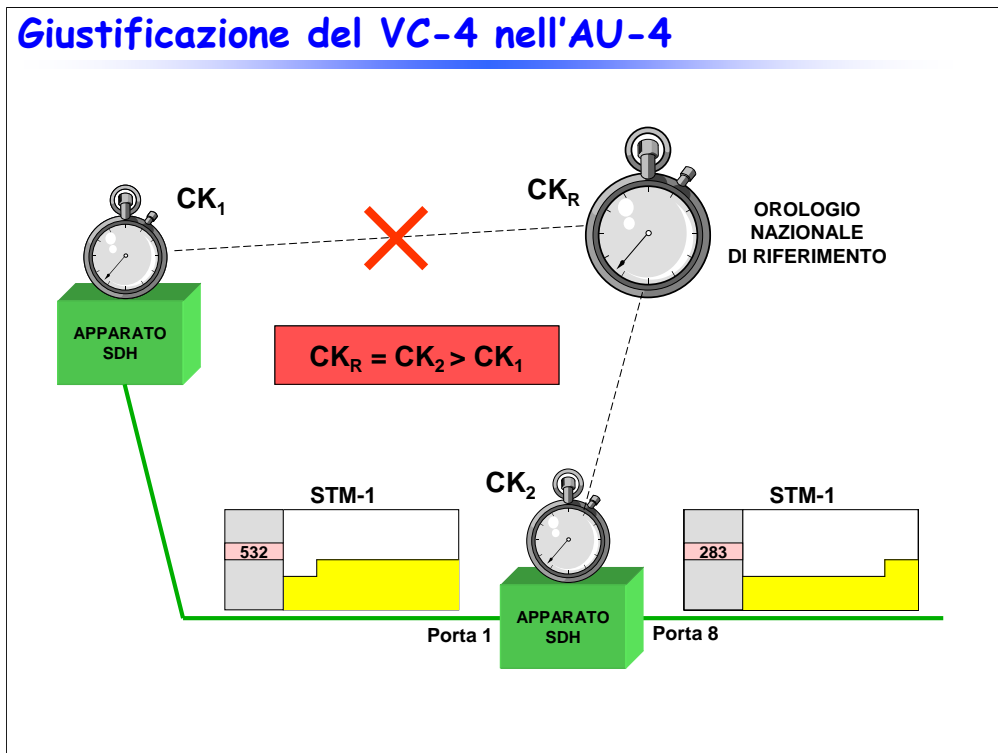 Giustificazione del VC-4 nell'AU-4
CK1
CKR
OROLOGIO
NAZIONALE
DI RIFERIMENTO
APPARATO
SDH
CKR = CK2 > CK1
STM-1
532
CK2
STM-1
283
Porta 1
APPARATO
SDH
Porta 8